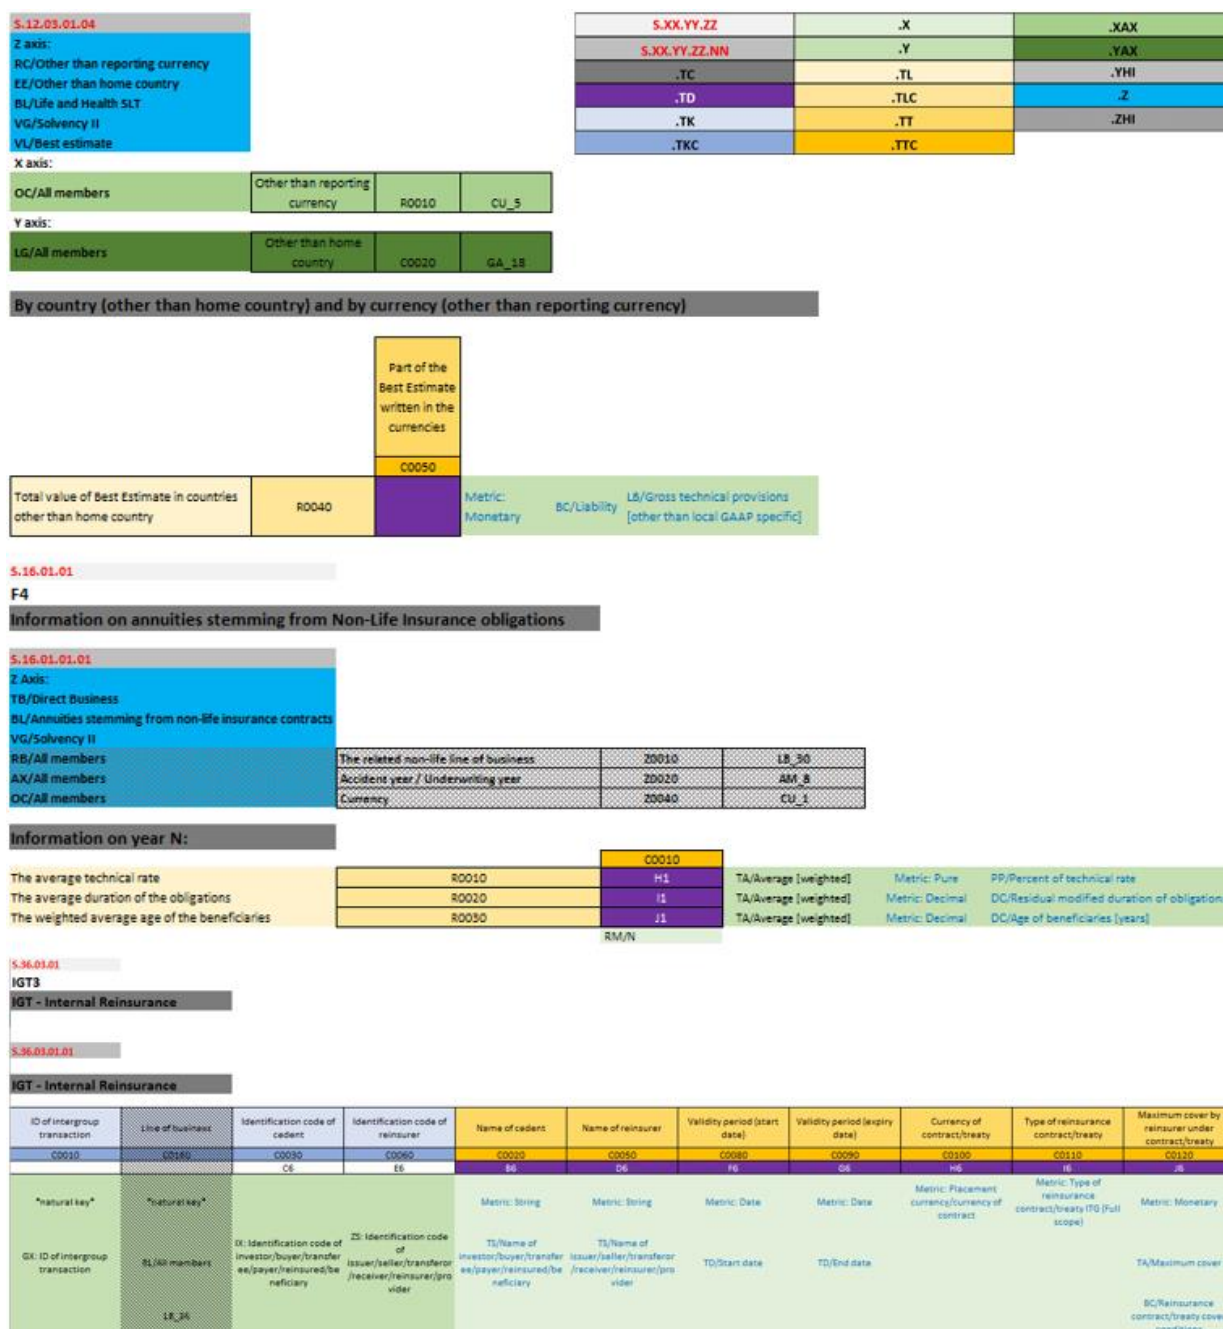 S.12.03.01.04
Z axis:
RC/Other than reporting currency
EE/Other than home country
BL/Life and Health SLT
VG/Solvency II
VL/Best estimate
X axis:
OC/All members
Other than reporting
currency
R0010
CU_5
Y axis:
LG/All members
Other than home
country
C0020
GA_18
S.XX.YY.ZZ
.X
.XAX
S.XX.YY.ZZ.NN
.Y
.YAX
.TC
.TL
.YHI
.TD
.TLC
.Z
.TK
.TT
.ZHI
.TKC
.TTC
By country (other than home country) and by currency (other than reporting currency)
Part of the
Best Estimate
written in the
currencies
C0050
Total value of Best Estimate in countries
other than home country
R0040
Metric:
Monetary
BC/Liability
LB/Gross technical provisions
[other than local GAAP specific]
S.16.01.01
F4
Information on annuities stemming from Non-Life Insurance obligations
S.16.01.01.01
Z Axis:
TB/Direct Business
BL/Annuities stemming from non-life insurance contracts
VG/Solvency II
RB/All members
The related non-life line of business
Z0010
LB_30
AX/All members
Accident year / Underwriting year
Z0020
AM_8
OC/All members
Currency
Z0040
CU_1
Information on year N:
C0010
The average technical rate
R0010
H1
TA/Average [weighted]
Metric: Pure
PP/Percent of technical rate
The average duration of the obligations
R0020
I1
TA/Average [weighted]
Metric: Decimal
DC/Residual modified duration of obligation
The weighted average age of the beneficiaries
R0030
J1
TA/Average [weighted]
Metric: Decimal
DC/Age of beneficiaries [years]
RM/N
S.36.03.01
IGT3
IGT - Internal Reinsurance
S.36.03.01.01
IGT - Internal Reinsurance
ID of intergroup
transaction
Line of business
Identification code of
cedent
Identification code of
reinsurer
Name of cedent
Name of reinsurer
Validity period (start
date)
Validity period (expiry
date)
Currency of
contract/treaty
Type of reinsurance
contract/treaty
Maximum cover by
reinsurer under
contract/treaty
C0010
C0160
C0030
C0060
C0020
C0050
C0080
C0090
C0100
C0110
C0120
C6
E6
B6
D6
F6
G6
H6
I6
J6
"natural key"
"natural key"
Metric: String
Metric: String
Metric: Date
Metric: Date
Metric: Placement
currency/currency of
contract
Metric: Type of
reinsurance
contract/treaty ITG (Full
scope)
Metric: Monetary
GX: ID of intergroup
transaction
BL/All members
IX: Identification code of
investor/buyer/transfer
ee/payer/reinsured/be
neficiary
ZS: Identification code
of
issuer/seller/transferor
/receiver/reinsurer/pro
vider
TS/Name of
investor/buyer/transfer
ee/payer/reinsured/be
neficiary
TS/Name of
issuer/seller/transferor
/receiver/reinsurer/pro
vider
TD/Start date
TD/End date
TA/Maximum cover
LB_26
BC/Reinsurance
contract/treaty cover
conditions